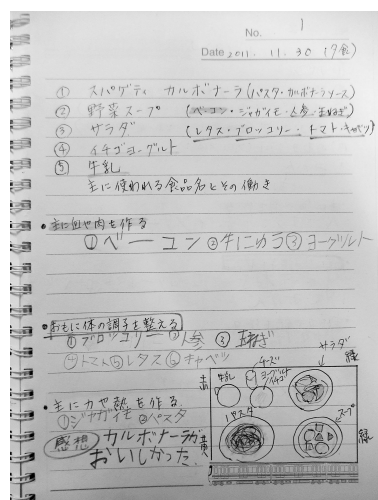 No. 1
Date 2011. 11. 30 (夕食)
① スパゲティ カルボナーラ (パスタ・カルボナーラソース)
② 野菜スープ (ベーコン・ジャガイモ・人参・玉ねぎ)
③ サラダ (レタス・ブロッコリー・トマト・キャベツ)
④ イチゴヨーグルト
⑤ 牛乳
主に使われる食品名とその働き
• 主に血や肉を作る
①ベーコン ②牛にゅう ③ヨーグルト
• おもに体の調子を整える
①ブロッコリー ②人参 ③玉ねぎ
④トマト ⑤レタス ⑥キャベツ
• 主に力や熱を作る
①ジャガイモ ②パスタ
感想 カルボナーラが
おいしかった。
サラダ 緑
赤 牛乳 チーズ
ヨーグルト
イチゴ
パスタ 黄
スープ 緑